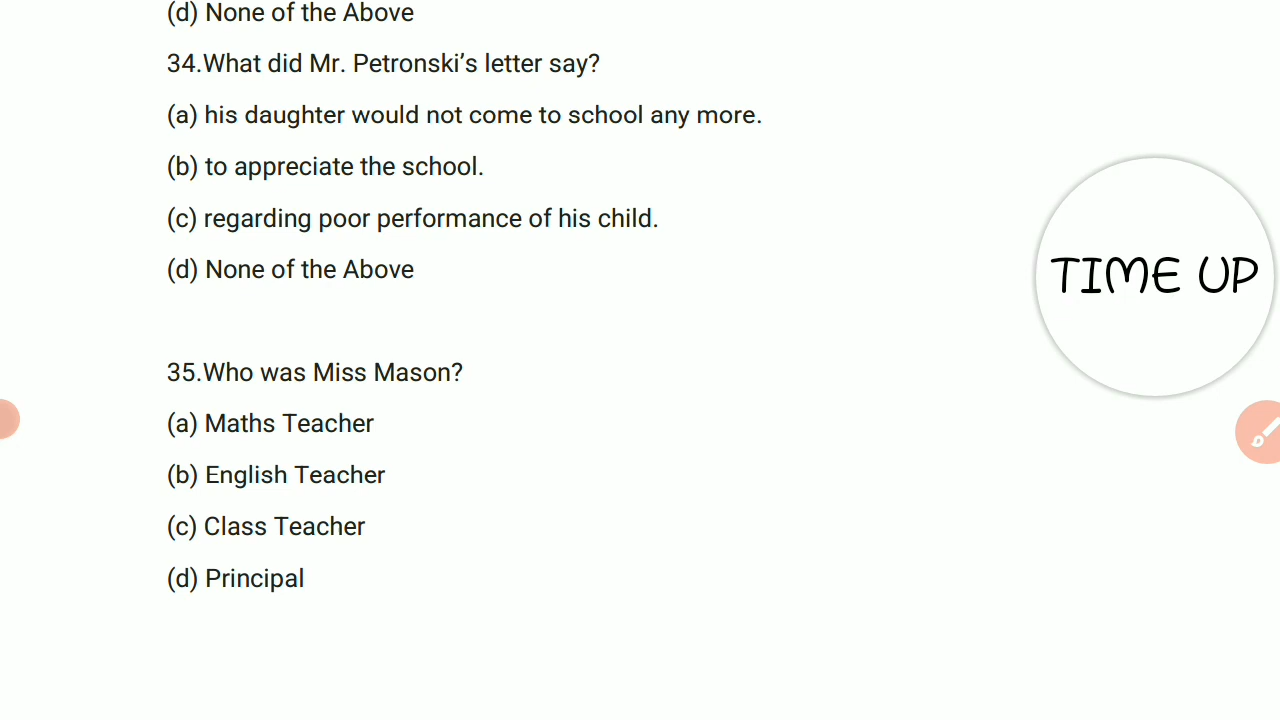 (d) None of the Above
34.What did Mr. Petronski’s letter say?
(a) his daughter would not come to school any more.
(b) to appreciate the school.
(c) regarding poor performance of his child.
(d) None of the Above
TIME UP
35.Who was Miss Mason?
(a) Maths Teacher
(b) English Teacher
(c) Class Teacher
(d) Principal